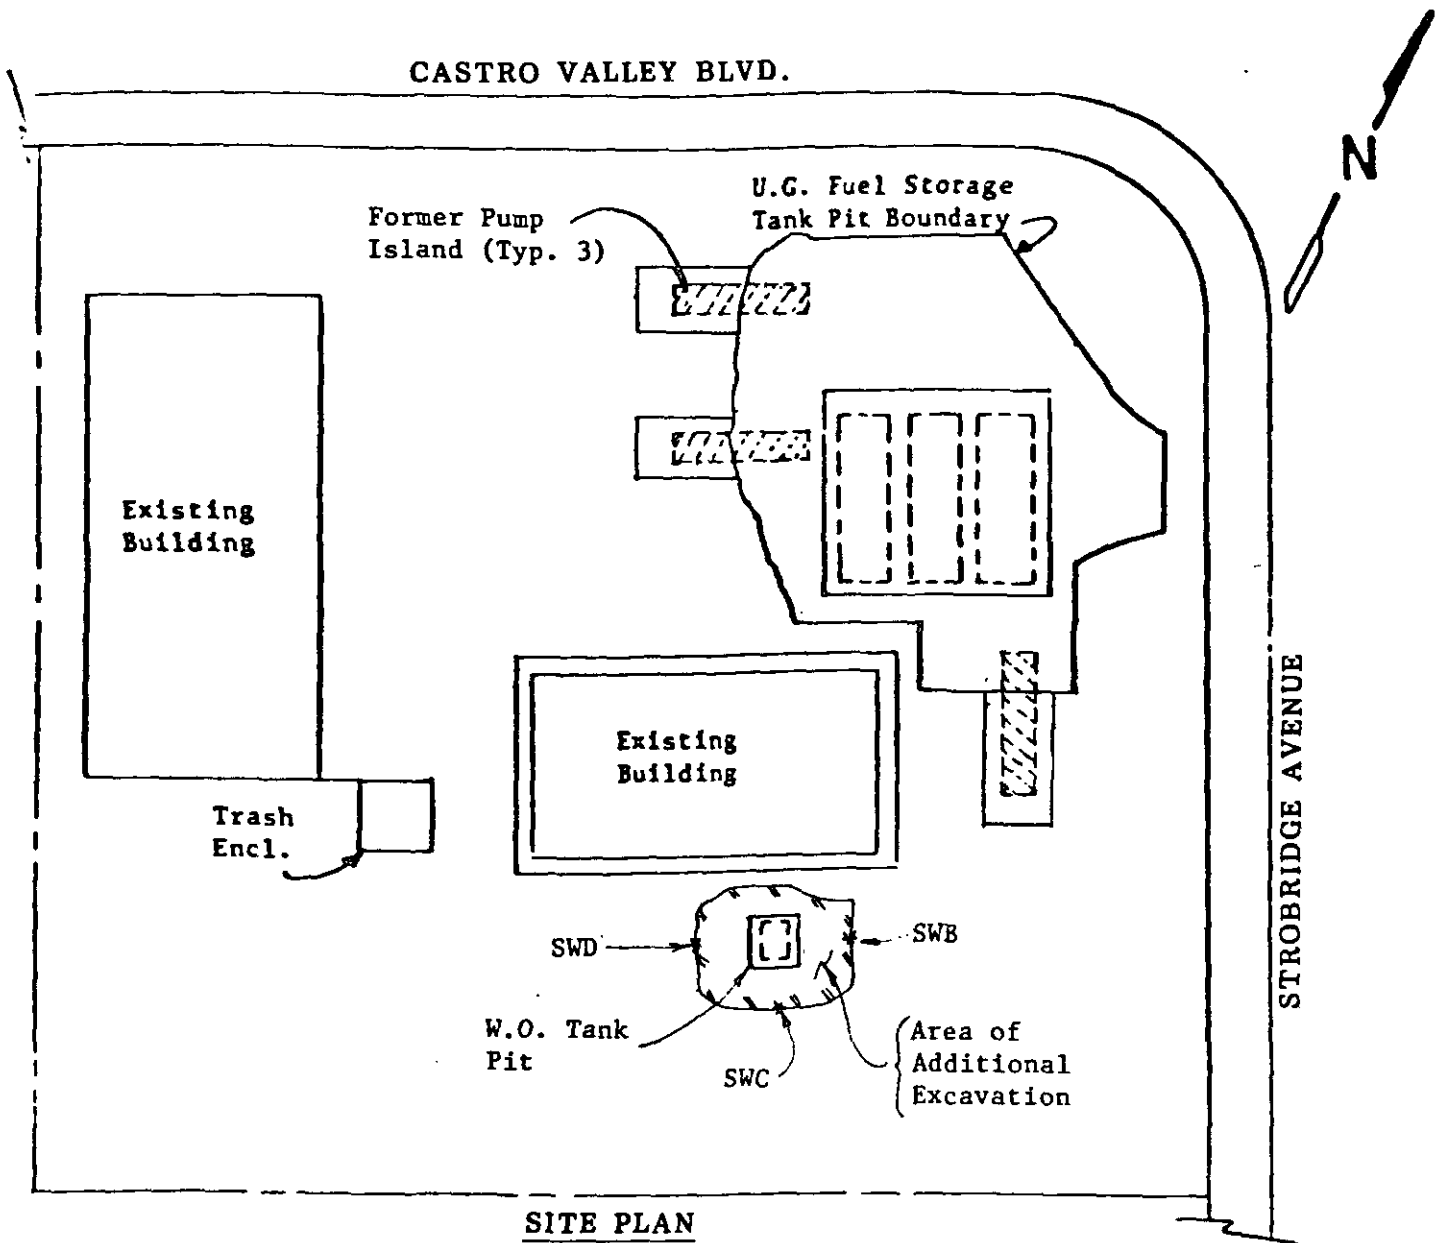 CASTRO VALLEY BLVD.
N
U.G. Fuel Storage
Tank Pit Boundary
Former Pump
Island (Typ. 3)
Existing
Building
Existing
Building
Trash
Encl.
STROBRIDGE AVENUE
SWD
SWB
W.O. Tank
Pit
SWC
Area of
Additional
Excavation
SITE PLAN